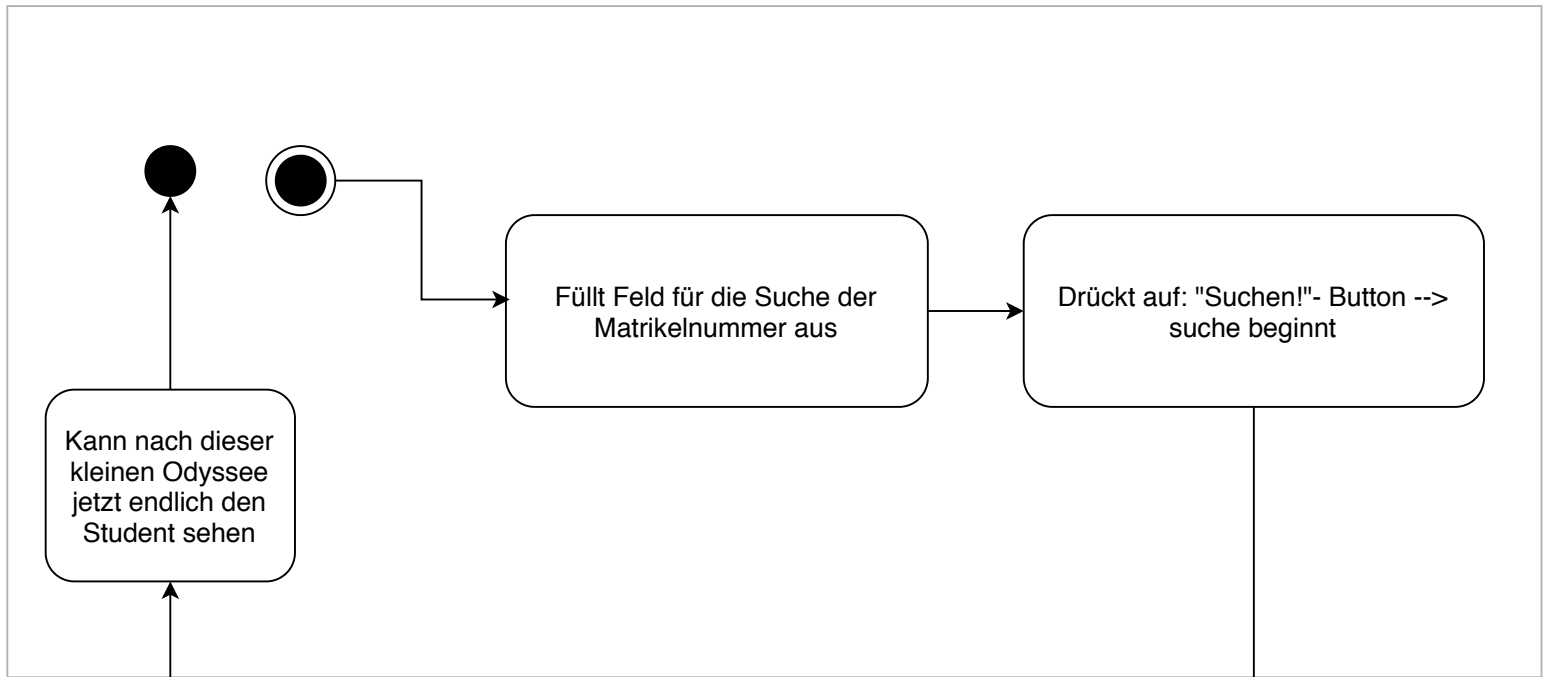 Füllt Feld für die Suche der
Matrikelnummer aus
Drückt auf: "Suchen!"- Button -->
suche beginnt
Kann nach dieser
kleinen Odyssee
jetzt endlich den
Student sehen